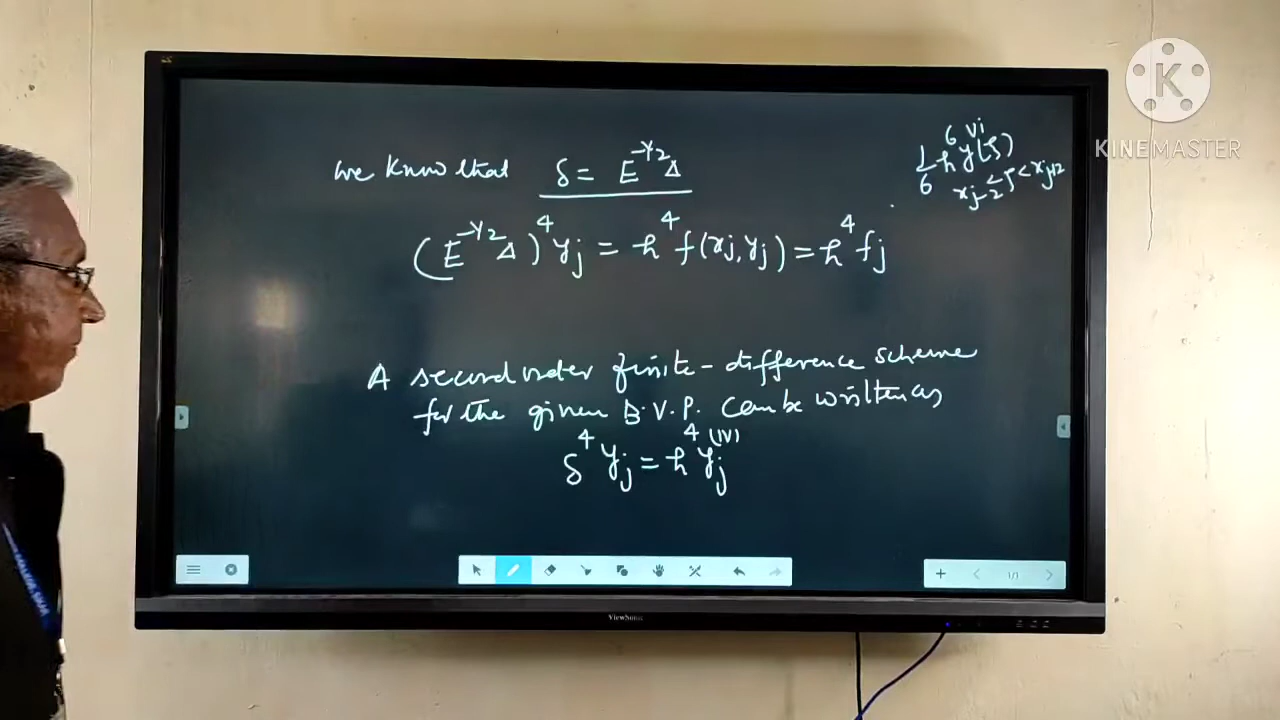 we know that δ = E^{-1/2}Δ
(E^{-1/2}Δ)^4 y_j = h^4 f(x_j, y_j) = h^4 f_j
1/6 h^6 y^{vi}(ξ)
x_{j-2} < ξ < x_{j+2}
A second order finite-difference scheme
for the given B.V.P. can be written as
δ^4 y_j = h^4 y_j^{(iv)}
1/1
ViewSonic
K
KINEMASTER